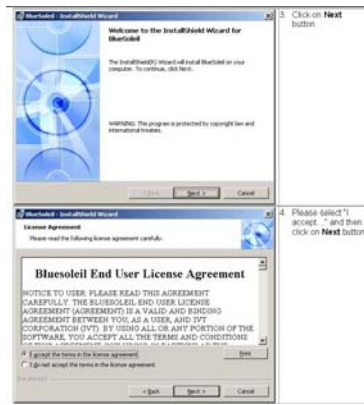 BlueSoleil - InstallShield Wizard
Welcome to the InstallShield Wizard for
BlueSoleil
The InstallShield(R) Wizard will install BlueSoleil on your
computer. To continue, click Next.
WARNING: This program is protected by copyright law and
international treaties.
< Back
Next >
Cancel
3. Click on Next
button.
BlueSoleil - InstallShield Wizard
License Agreement
Please read the following license agreement carefully.
Bluesoleil End User License Agreement
NOTICE TO USER: PLEASE READ THIS AGREEMENT
CAREFULLY. THE BLUESOLEIL END USER LICENSE
AGREEMENT (AGREEMENT) IS A VALID AND BINDING
AGREEMENT BETWEEN YOU, AS A USER, AND IVT
CORPORATION (IVT). BY USING ALL OR ANY PORTION OF THE
SOFTWARE, YOU ACCEPT ALL THE TERMS AND CONDITIONS
I accept the terms in the license agreement
Print
I do not accept the terms in the license agreement
InstallShield
< Back
Next >
Cancel
4. Please select "I
accept..." and then
click on Next button